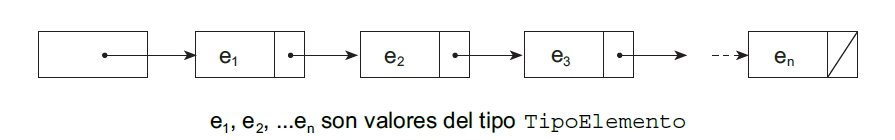 e₁ e₂ e₃ eₙ
e₁, e₂, ...eₙ son valores del tipo TipoElemento